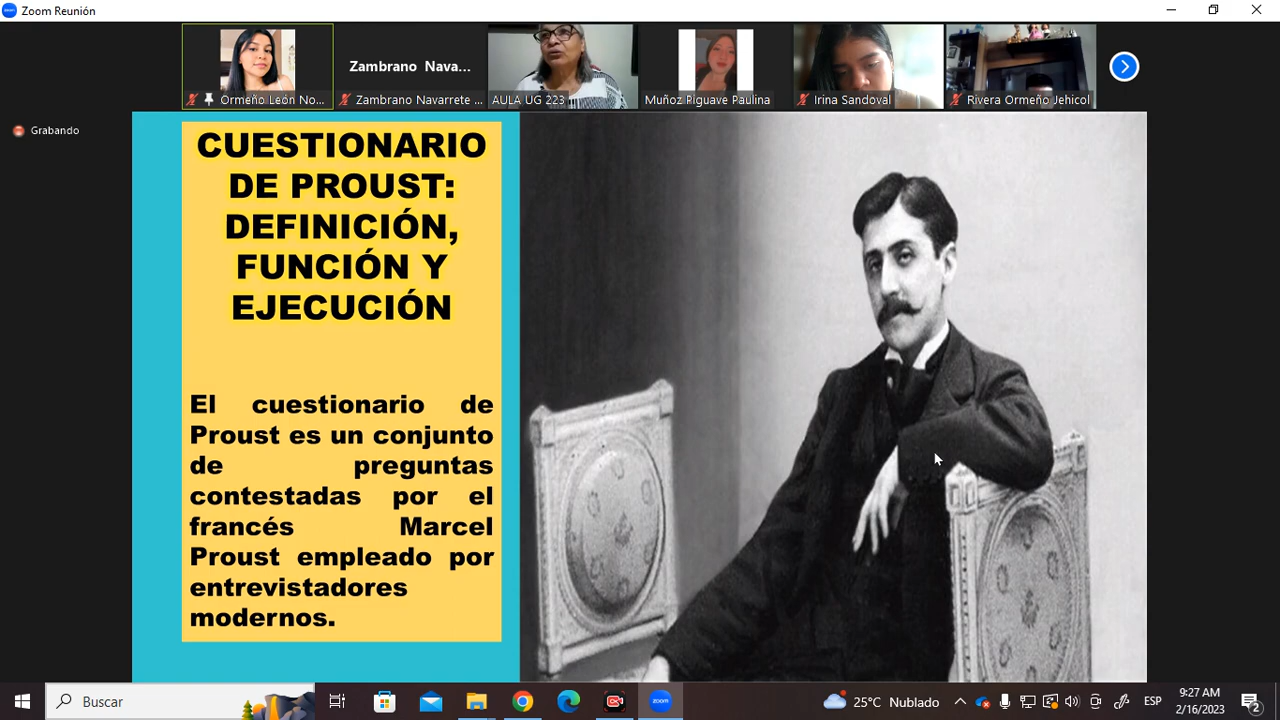 Zoom Reunión
Zambrano Nava...
Ormeño León No...
Zambrano Navarrete ...
AULA UG 223
Muñoz Piguave Paulina
Irina Sandoval
Rivera Ormeño Jehicol
Grabando
CUESTIONARIO
DE PROUST:
DEFINICIÓN,
FUNCIÓN Y
EJECUCIÓN
El cuestionario de
Proust es un conjunto
de preguntas
contestadas por el
francés Marcel
Proust empleado por
entrevistadores
modernos.
Buscar
zoom
25°C Nublado
ESP
9:27 AM
2/16/2023
2